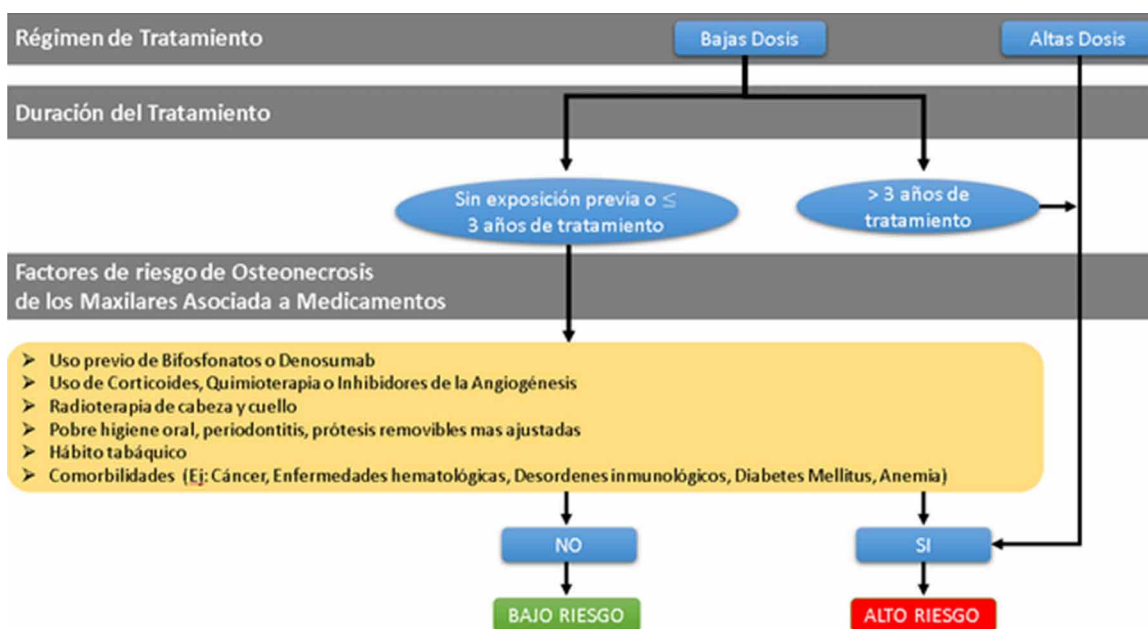 Régimen de Tratamiento
Bajas Dosis
Altas Dosis
Duración del Tratamiento
Sin exposición previa o ≦
3 años de tratamiento
> 3 años de
tratamiento
Factores de riesgo de Osteonecrosis
de los Maxilares Asociada a Medicamentos
➤ Uso previo de Bifosfonatos o Denosumab
➤ Uso de Corticoides, Quimioterapia o Inhibidores de la Angiogénesis
➤ Radioterapia de cabeza y cuello
➤ Pobre higiene oral, periodontitis, prótesis removibles mas ajustadas
➤ Hábito tabáquico
➤ Comorbilidades (Ej: Cáncer, Enfermedades hematológicas, Desordenes inmunológicos, Diabetes Mellitus, Anemia)
NO
SI
BAJO RIESGO
ALTO RIESGO